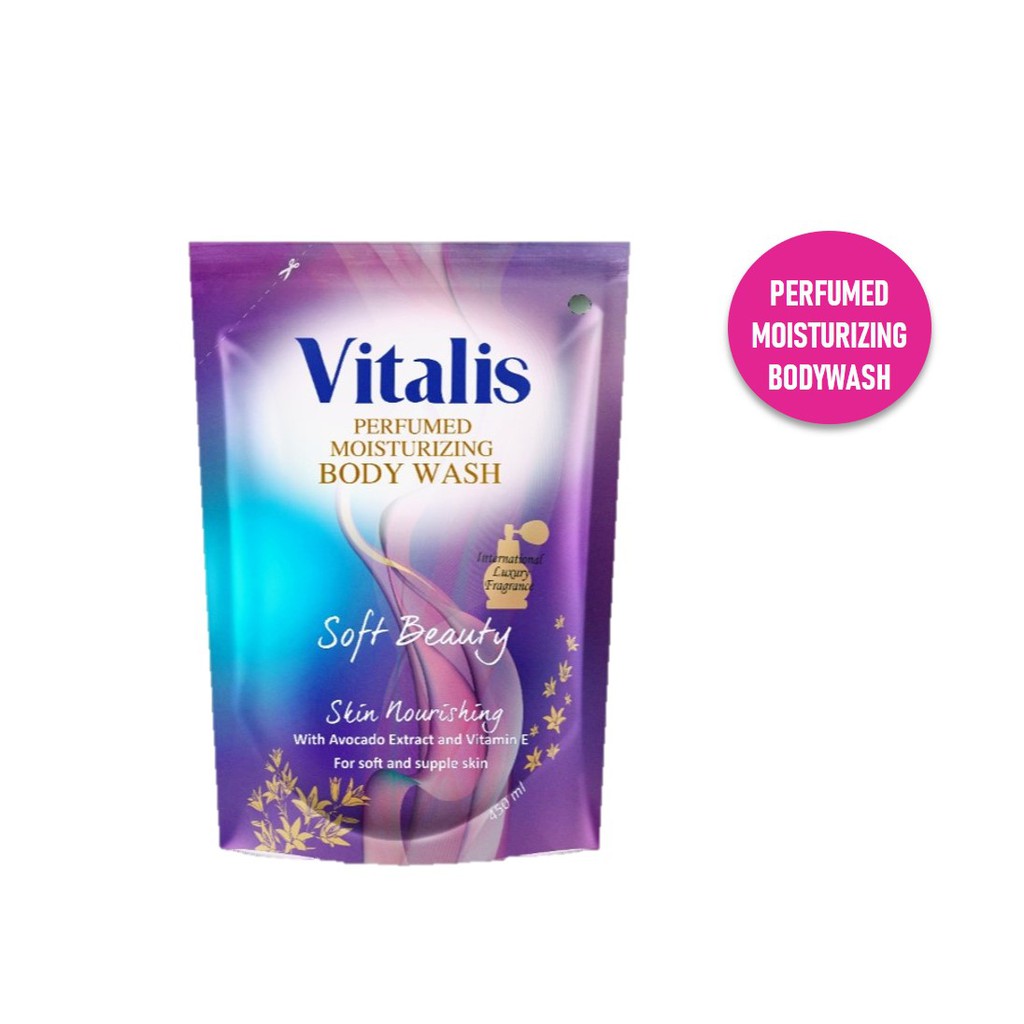 Vitalis
PERFUMED
MOISTURIZING
BODY WASH
International
Luxury
Fragrance
Soft Beauty
Skin Nourishing
With Avocado Extract and Vitamin E
For soft and supple skin
450 ml
PERFUMED
MOISTURIZING
BODYWASH